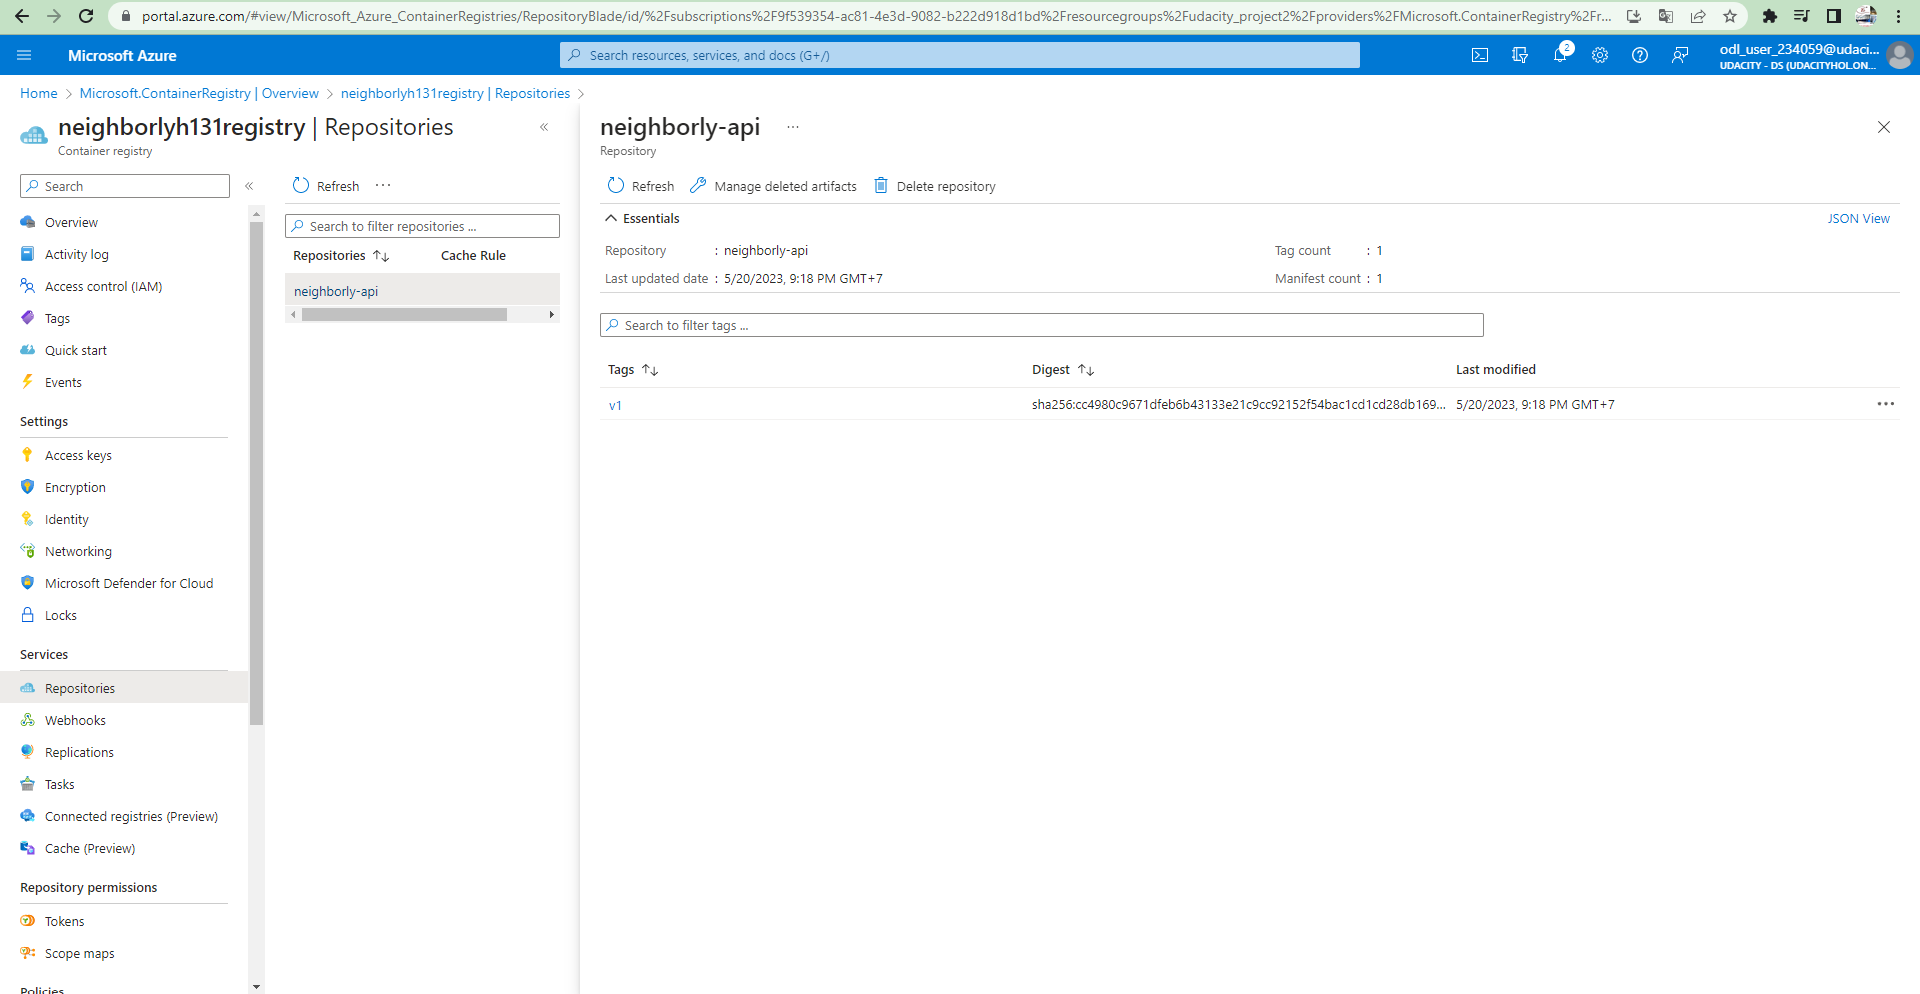 portal.azure.com/#view/Microsoft_Azure_ContainerRegistries/RepositoryBlade/id/%2Fsubscriptions%2F9f539354-ac81-4e3d-9082-b222d918d1bd%2Fresourcegroups%2Fudacity_project2%2Fproviders%2FMicrosoft.ContainerRegistry%2Fr...
Microsoft Azure
Search resources, services, and docs (G+/)
2
odl_user_234059@udaci...
UDACITY - DS (UDACITYHOL.ON...
Home > Microsoft.ContainerRegistry | Overview > neighborlyh131registry | Repositories >
neighborlyh131registry | Repositories
Container registry
Search
Overview
Activity log
Access control (IAM)
Tags
Quick start
Events
Settings
Access keys
Encryption
Identity
Networking
Microsoft Defender for Cloud
Locks
Services
Repositories
Webhooks
Replications
Tasks
Connected registries (Preview)
Cache (Preview)
Repository permissions
Tokens
Scope maps
Policies
Refresh ...
Search to filter repositories ...
Repositories Cache Rule
neighborly-api
neighborly-api ...
Repository
Refresh Manage deleted artifacts Delete repository
Essentials JSON View
Repository : neighborly-api Tag count : 1
Last updated date : 5/20/2023, 9:18 PM GMT+7 Manifest count : 1
Search to filter tags ...
Tags Digest Last modified
v1 sha256:cc4980c9671dfeb6b43133e21c9cc92152f54bac1cd1cd28db169... 5/20/2023, 9:18 PM GMT+7 ...